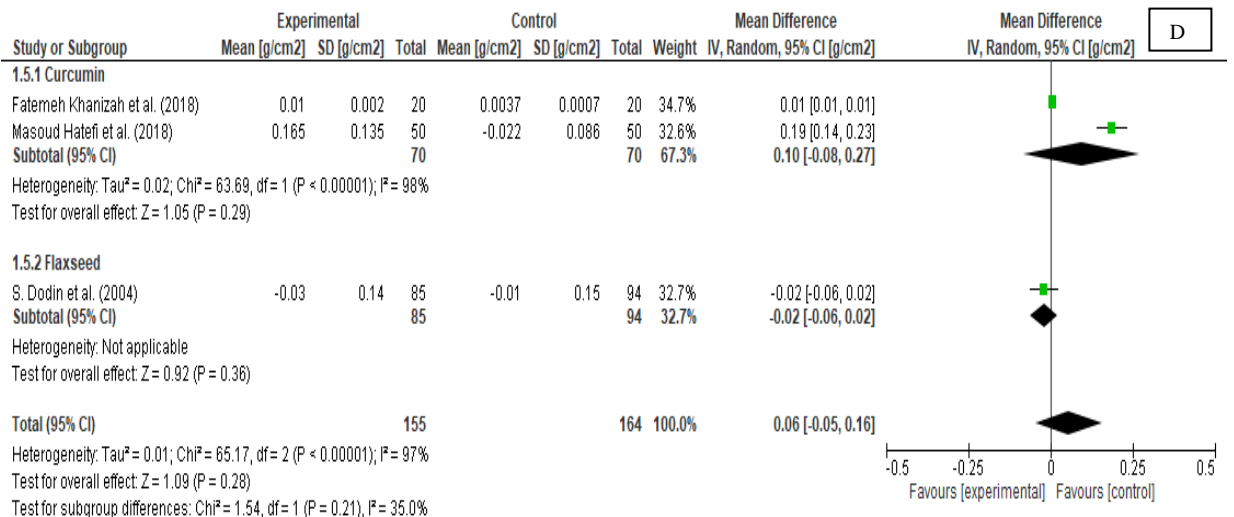 Experimental Control Mean Difference Mean Difference
D
Study or Subgroup Mean [g/cm2] SD [g/cm2] Total Mean [g/cm2] SD [g/cm2] Total Weight IV, Random, 95% CI [g/cm2] IV, Random, 95% CI [g/cm2]
1.5.1 Curcumin
Fatemeh Khanizah et al. (2018) 0.01 0.002 20 0.0037 0.0007 20 34.7% 0.01 [0.01, 0.01]
Masoud Hatefi et al. (2018) 0.165 0.135 50 -0.022 0.086 50 32.6% 0.19 [0.14, 0.23]
Subtotal (95% CI) 70 70 67.3% 0.10 [-0.08, 0.27]
Heterogeneity: Tau² = 0.02; Chi² = 63.69, df = 1 (P < 0.00001); I² = 98%
Test for overall effect: Z = 1.05 (P = 0.29)
1.5.2 Flaxseed
S. Dodin et al. (2004) -0.03 0.14 85 -0.01 0.15 94 32.7% -0.02 [-0.06, 0.02]
Subtotal (95% CI) 85 94 32.7% -0.02 [-0.06, 0.02]
Heterogeneity: Not applicable
Test for overall effect: Z = 0.92 (P = 0.36)
Total (95% CI) 155 164 100.0% 0.06 [-0.05, 0.16]
Heterogeneity: Tau² = 0.01; Chi² = 65.17, df = 2 (P < 0.00001); I² = 97%
Test for overall effect: Z = 1.09 (P = 0.28)
Test for subgroup differences: Chi² = 1.54, df = 1 (P = 0.21), I² = 35.0%
-0.5 -0.25 0 0.25 0.5
Favours [experimental] Favours [control]